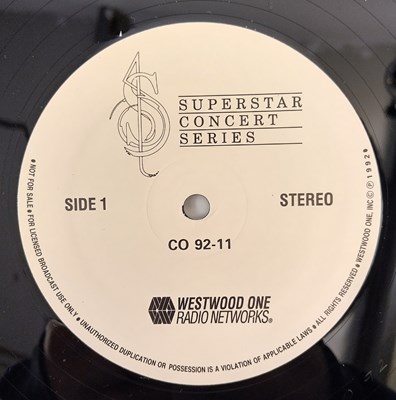 SUPERSTAR
CONCERT
SERIES
SIDE 1
STEREO
CO 92-11
WESTWOOD ONE
RADIO NETWORKS®
• NOT FOR SALE • FOR LICENSED BROADCAST USE ONLY • UNAUTHORIZED DUPLICATION OR POSSESSION IS A VIOLATION OF APPLICABLE LAWS • ALL RIGHTS RESERVED • WESTWOOD ONE, INC © ℗ 1992 •